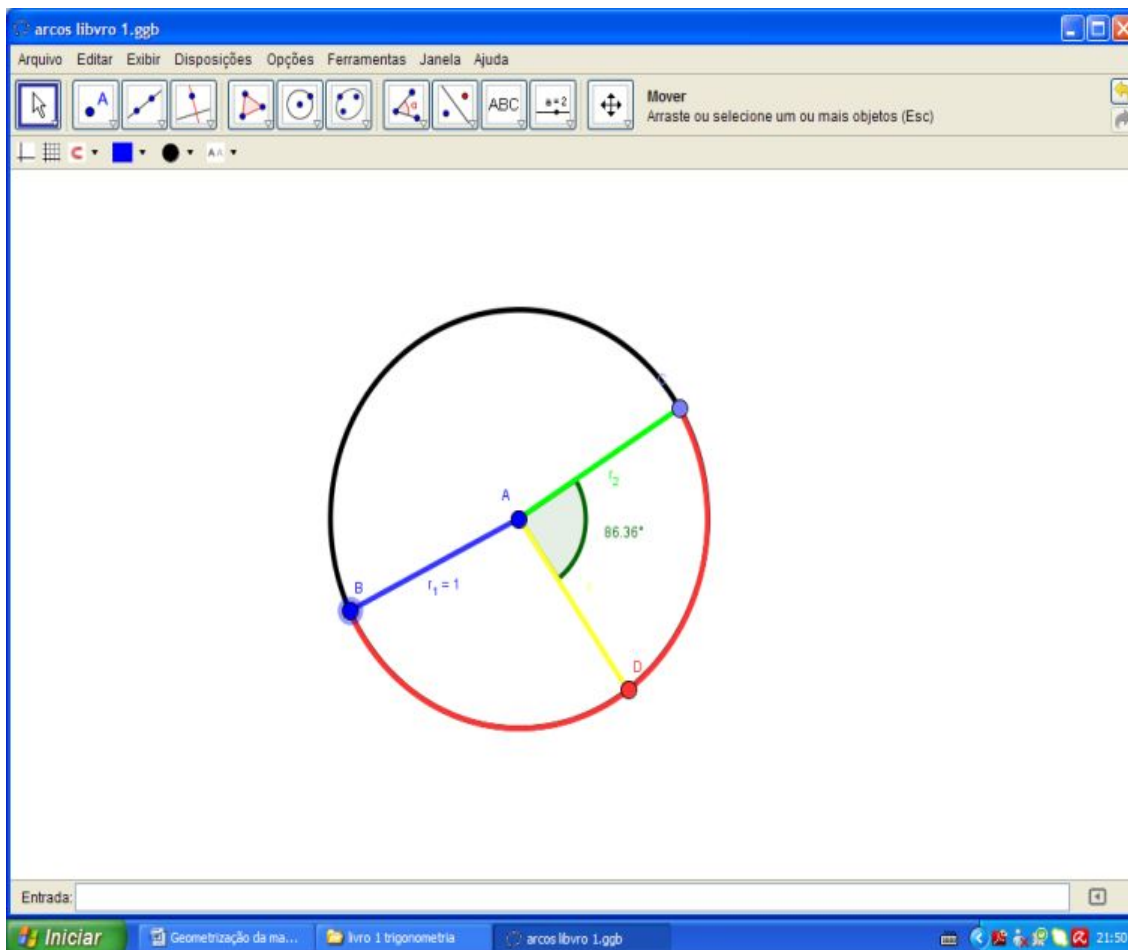 arcos libvro 1.ggb
Arquivo Editar Exibir Disposições Opções Ferramentas Janela Ajuda
A
α
ABC
a=2
Mover
Arraste ou selecione um ou mais objetos (Esc)
AA
C
r2
A
86.36°
B
r1 = 1
D
Entrada:
Iniciar
Geometrização da ma...
livro 1 trigonometria
arcos libvro 1.ggb
21:50